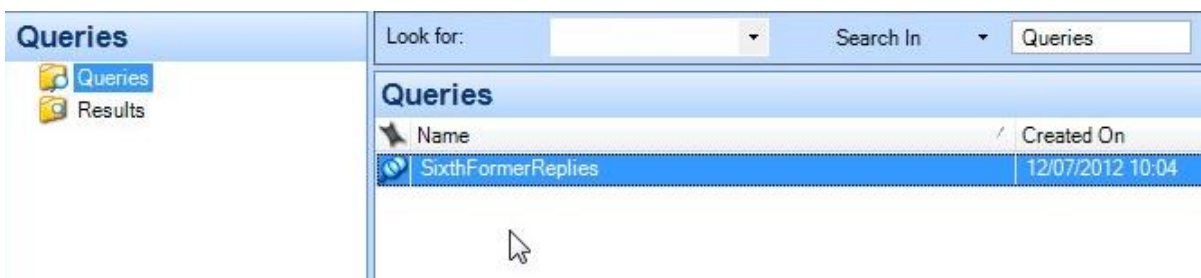 Queries
Queries
Results
Look for:
Search In
Queries
Queries
Name
Created On
SixthFormerReplies
12/07/2012 10:04